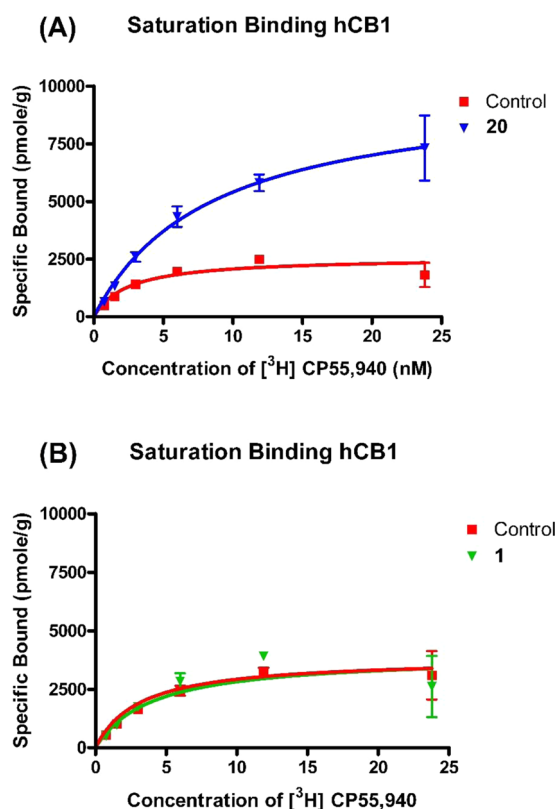 (A) Saturation Binding hCB1
Control
20
10000
7500
5000
2500
0
Specific Bound (pmole/g)
0 5 10 15 20 25
Concentration of [³H] CP55,940 (nM)
(B) Saturation Binding hCB1
Control
1
10000
7500
5000
2500
0
Specific Bound (pmole/g)
0 5 10 15 20 25
Concentration of [³H] CP55,940